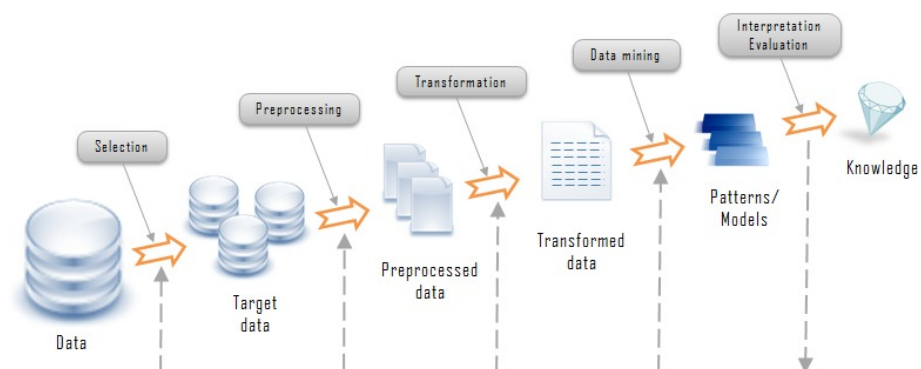 Interpretation
Evaluation
Data mining
Transformation
Preprocessing
Selection
Knowledge
Patterns/
Models
Transformed
data
Preprocessed
data
Target
data
Data